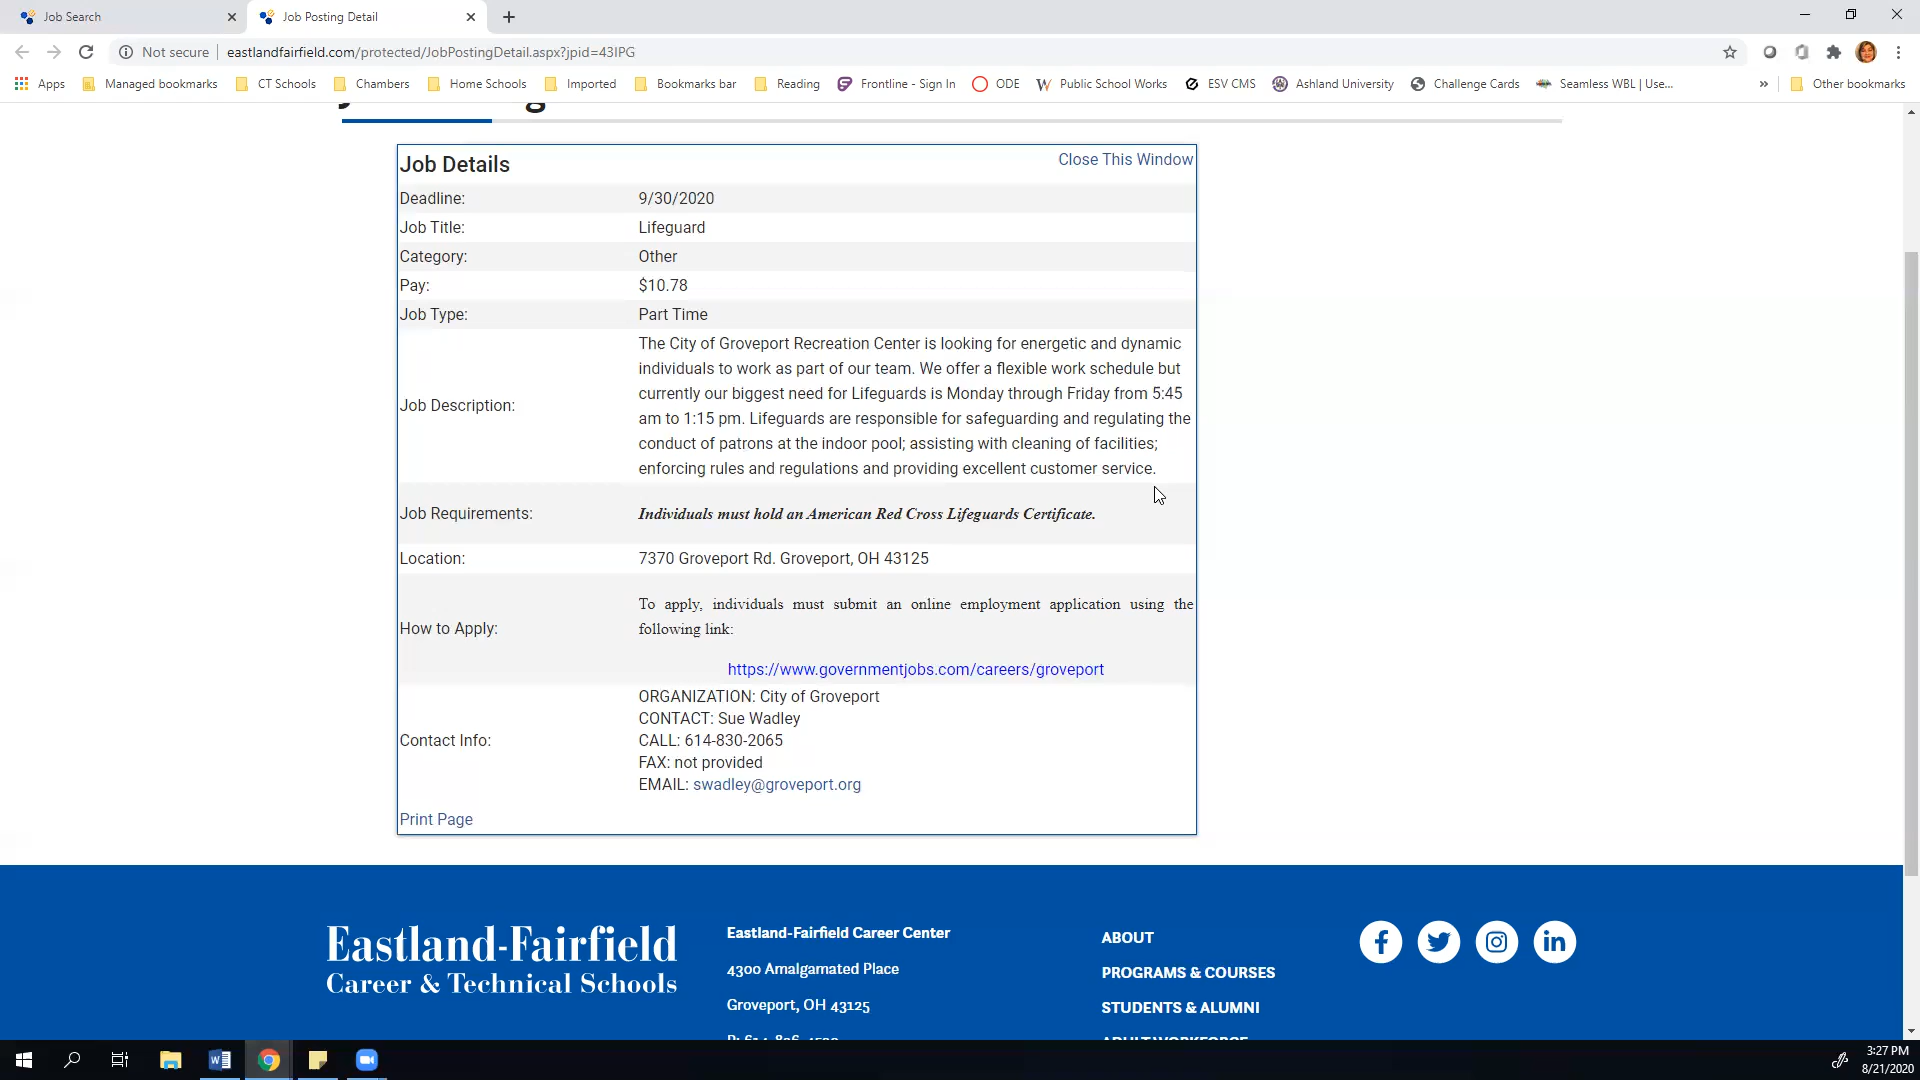 Job Search
Job Posting Detail
Not secure
eastlandfairfield.com/protected/JobPostingDetail.aspx?jpid=43IPG
Apps
Managed bookmarks
CT Schools
Chambers
Home Schools
Imported
Bookmarks bar
Reading
Frontline - Sign In
ODE
Public School Works
ESV CMS
Ashland University
Challenge Cards
Seamless WBL | Use...
»
Other bookmarks
Job Details
Close This Window
Deadline: 9/30/2020
Job Title: Lifeguard
Category: Other
Pay: $10.78
Job Type: Part Time
Job Description:
The City of Groveport Recreation Center is looking for energetic and dynamic
individuals to work as part of our team. We offer a flexible work schedule but
currently our biggest need for Lifeguards is Monday through Friday from 5:45
am to 1:15 pm. Lifeguards are responsible for safeguarding and regulating the
conduct of patrons at the indoor pool; assisting with cleaning of facilities;
enforcing rules and regulations and providing excellent customer service.
Job Requirements: Individuals must hold an American Red Cross Lifeguards Certificate.
Location: 7370 Groveport Rd. Groveport, OH 43125
How to Apply:
To apply, individuals must submit an online employment application using the
following link:
https://www.governmentjobs.com/careers/groveport
Contact Info:
ORGANIZATION: City of Groveport
CONTACT: Sue Wadley
CALL: 614-830-2065
FAX: not provided
EMAIL: swadley@groveport.org
Print Page
Eastland-Fairfield
Career & Technical Schools
Eastland-Fairfield Career Center
4300 Amalgamated Place
Groveport, OH 43125
ABOUT
PROGRAMS & COURSES
STUDENTS & ALUMNI
ADULT WORKFORCE
3:27 PM
8/21/2020